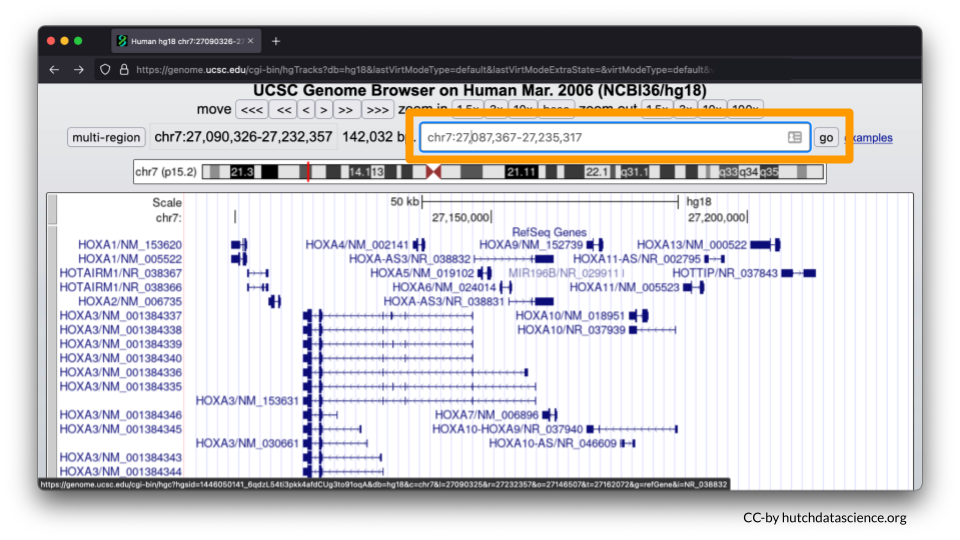 Human hg18 chr7:27090326-27
https://genome.ucsc.edu/cgi-bin/hgTracks?db=hg18&lastVirtModeType=default&lastVirtModeExtraState=&virtModeType=default&
UCSC Genome Browser on Human Mar. 2006 (NCBI36/hg18)
move <<< << < > >> >>> zoom in 1.5x 3x 10x base zoom out 1.5x 3x 10x 100x
multi-region chr7:27,090,326-27,232,357 142,032 bp. chr7:27,087,367-27,235,317 go examples
chr7 (p15.2) 21.3 14.1 13 21.11 22.1 q31.1 q33 q34 q35
Scale 50 kb hg18
chr7: 27,150,000 27,200,000
RefSeq Genes
HOXA1/NM_153620 HOXA4/NM_002141 HOXA9/NM_152739 HOXA13/NM_000522
HOXA1/NM_005522 HOXA-AS3/NR_038832 HOXA11-AS/NR_002795
HOTAIRM1/NR_038367 HOXA5/NM_019102 MIR196B/NR_029911 HOTTIP/NR_037843
HOTAIRM1/NR_038366 HOXA6/NM_024014 HOXA11/NM_005523
HOXA2/NM_006735 HOXA-AS3/NR_038831
HOXA3/NM_001384337 HOXA10/NM_018951
HOXA3/NM_001384338 HOXA10/NR_037939
HOXA3/NM_001384339
HOXA3/NM_001384340
HOXA3/NM_001384336
HOXA3/NM_001384335
HOXA3/NM_153631
HOXA3/NM_001384346 HOXA7/NM_006896
HOXA3/NM_001384345 HOXA10-HOXA9/NR_037940
HOXA3/NM_030661 HOXA10-AS/NR_046609
HOXA3/NM_001384343
HOXA3/NM_001384344
https://genome.ucsc.edu/cgi-bin/hgc?hgsid=1446050141_6qdzL54ti3pkk4afdCUg3to91oqA&db=hg18&c=chr7&l=27090325&r=27232357&o=27146507&t=27162072&g=refGene&i=NR_038832
CC-by hutchdatascience.org